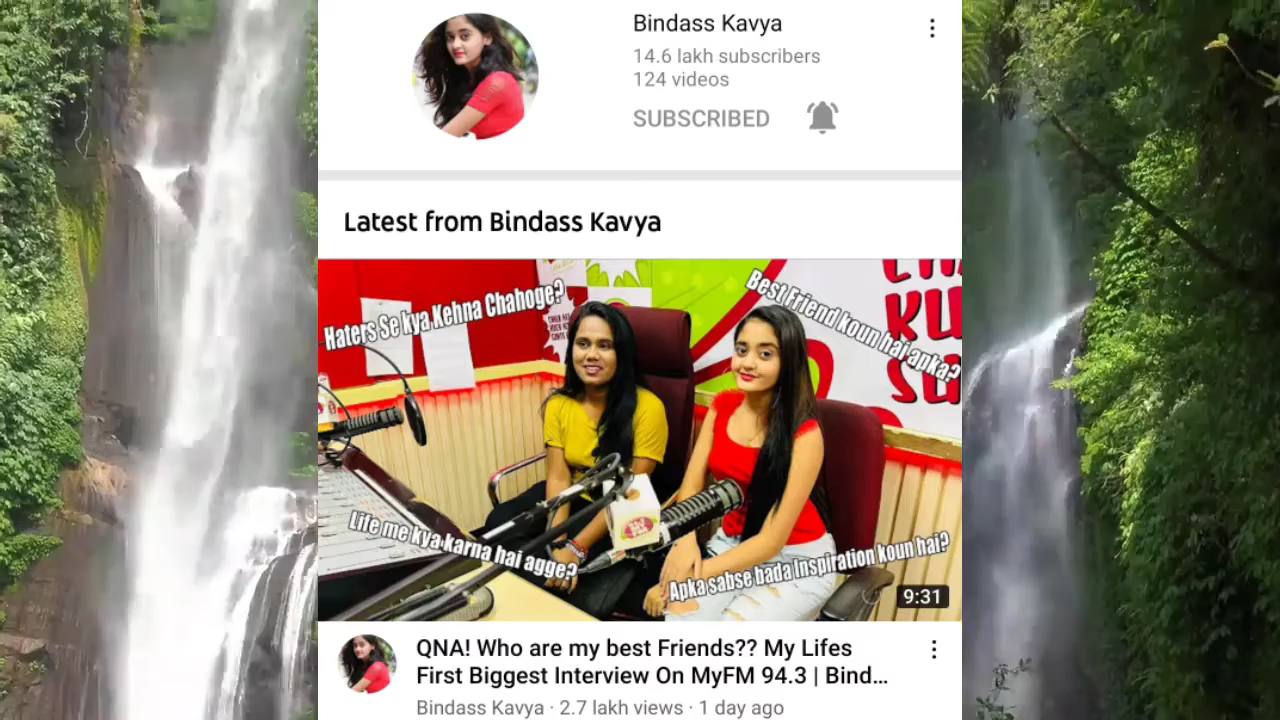 Bindass Kavya
14.6 lakh subscribers
124 videos
SUBSCRIBED
Latest from Bindass Kavya
Haters Se kya Kehna Chahoge?
Best Friend koun hai apka?
KU
Life me kya karna hai agge?
Apka sabse bada Inspiration koun hai?
9:31
QNA! Who are my best Friends?? My Lifes
First Biggest Interview On MyFM 94.3 | Bind...
Bindass Kavya · 2.7 lakh views · 1 day ago